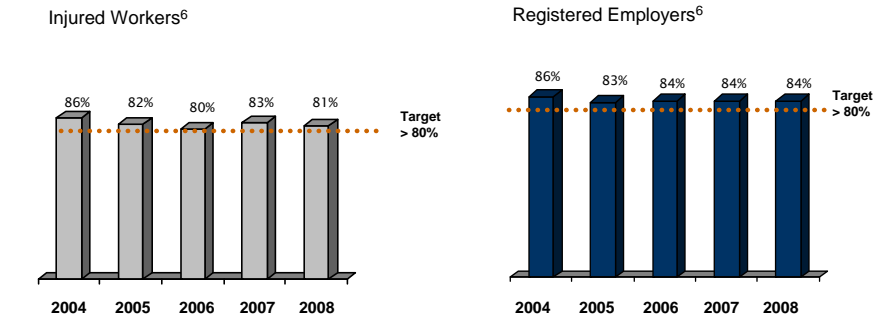 Injured Workers⁶
86% 82% 80% 83% 81%
Target
> 80%
2004 2005 2006 2007 2008
Registered Employers⁶
86% 83% 84% 84% 84%
Target
> 80%
2004 2005 2006 2007 2008